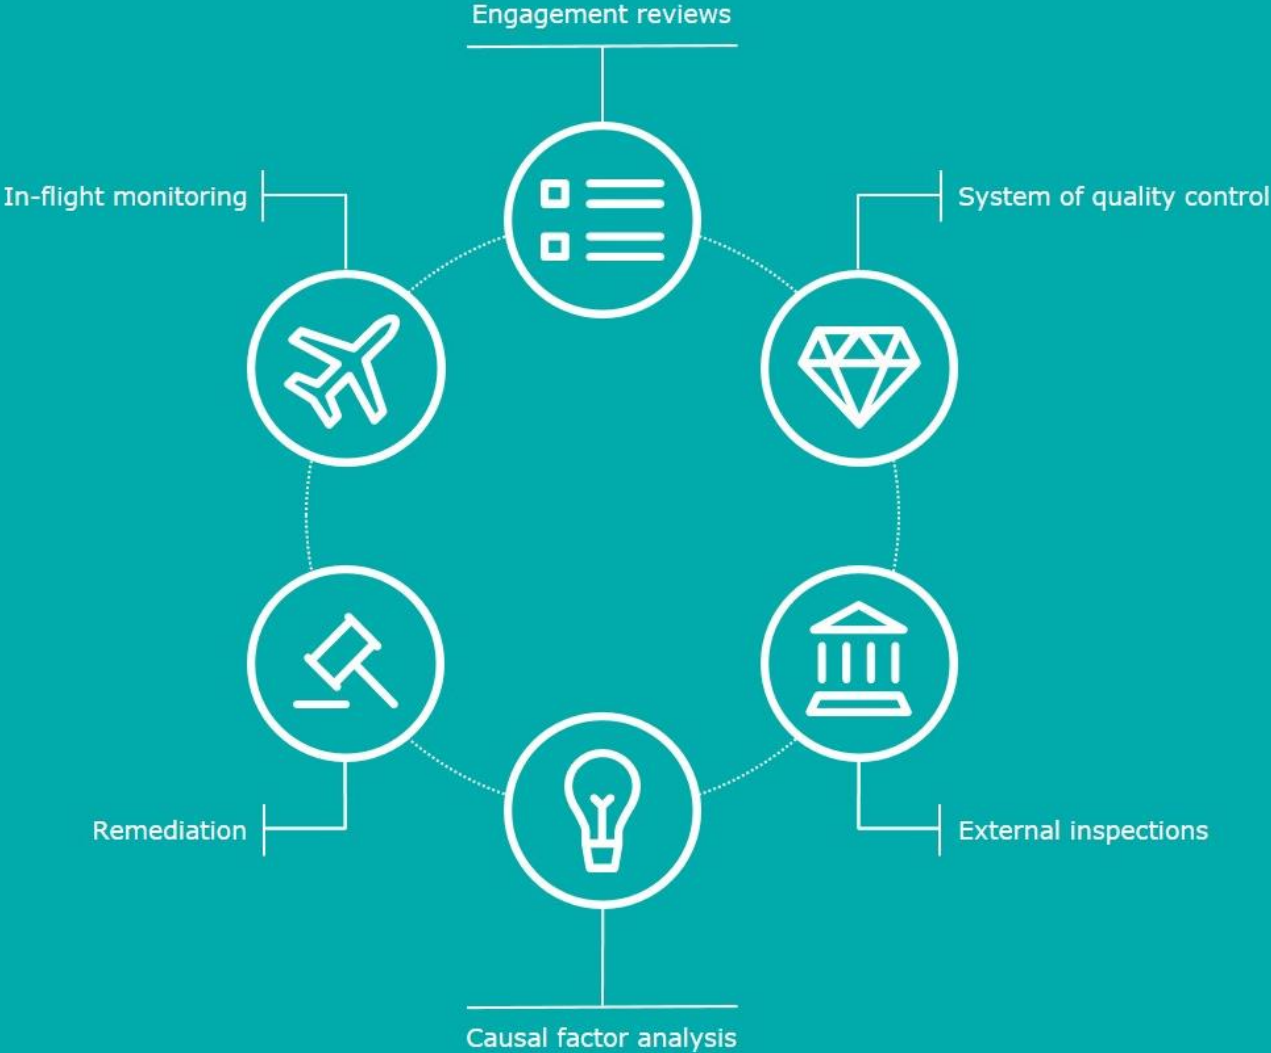 Engagement reviews
In-flight monitoring
System of quality control
Remediation
External inspections
Causal factor analysis